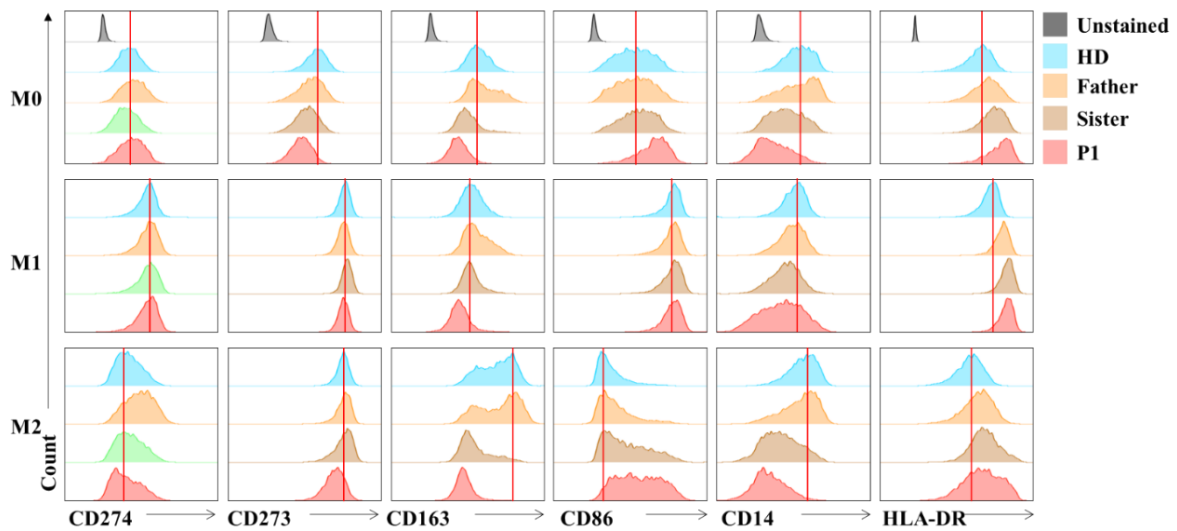 Unstained
HD
Father
Sister
P1
M0
M1
M2
Count
CD274 CD273 CD163 CD86 CD14 HLA-DR